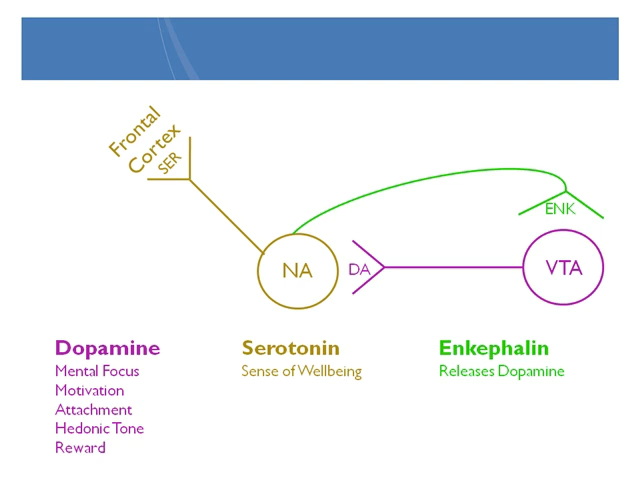 Frontal
Cortex
SER
ENK
NA
DA
VTA
Dopamine
Mental Focus
Motivation
Attachment
Hedonic Tone
Reward
Serotonin
Sense of Wellbeing
Enkephalin
Releases Dopamine